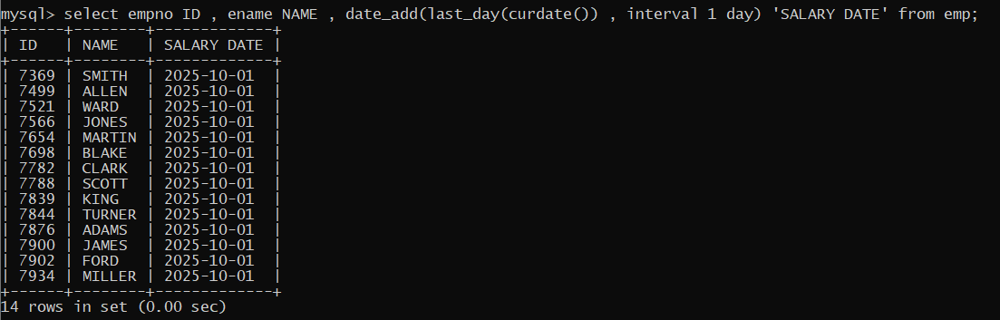 mysql> select empno ID , ename NAME , date_add(last_day(curdate()) , interval 1 day) 'SALARY DATE' from emp;
+------+--------+-------------+
| ID   | NAME   | SALARY DATE |
+------+--------+-------------+
| 7369 | SMITH  | 2025-10-01  |
| 7499 | ALLEN  | 2025-10-01  |
| 7521 | WARD   | 2025-10-01  |
| 7566 | JONES  | 2025-10-01  |
| 7654 | MARTIN | 2025-10-01  |
| 7698 | BLAKE  | 2025-10-01  |
| 7782 | CLARK  | 2025-10-01  |
| 7788 | SCOTT  | 2025-10-01  |
| 7839 | KING   | 2025-10-01  |
| 7844 | TURNER | 2025-10-01  |
| 7876 | ADAMS  | 2025-10-01  |
| 7900 | JAMES  | 2025-10-01  |
| 7902 | FORD   | 2025-10-01  |
| 7934 | MILLER | 2025-10-01  |
+------+--------+-------------+
14 rows in set (0.00 sec)